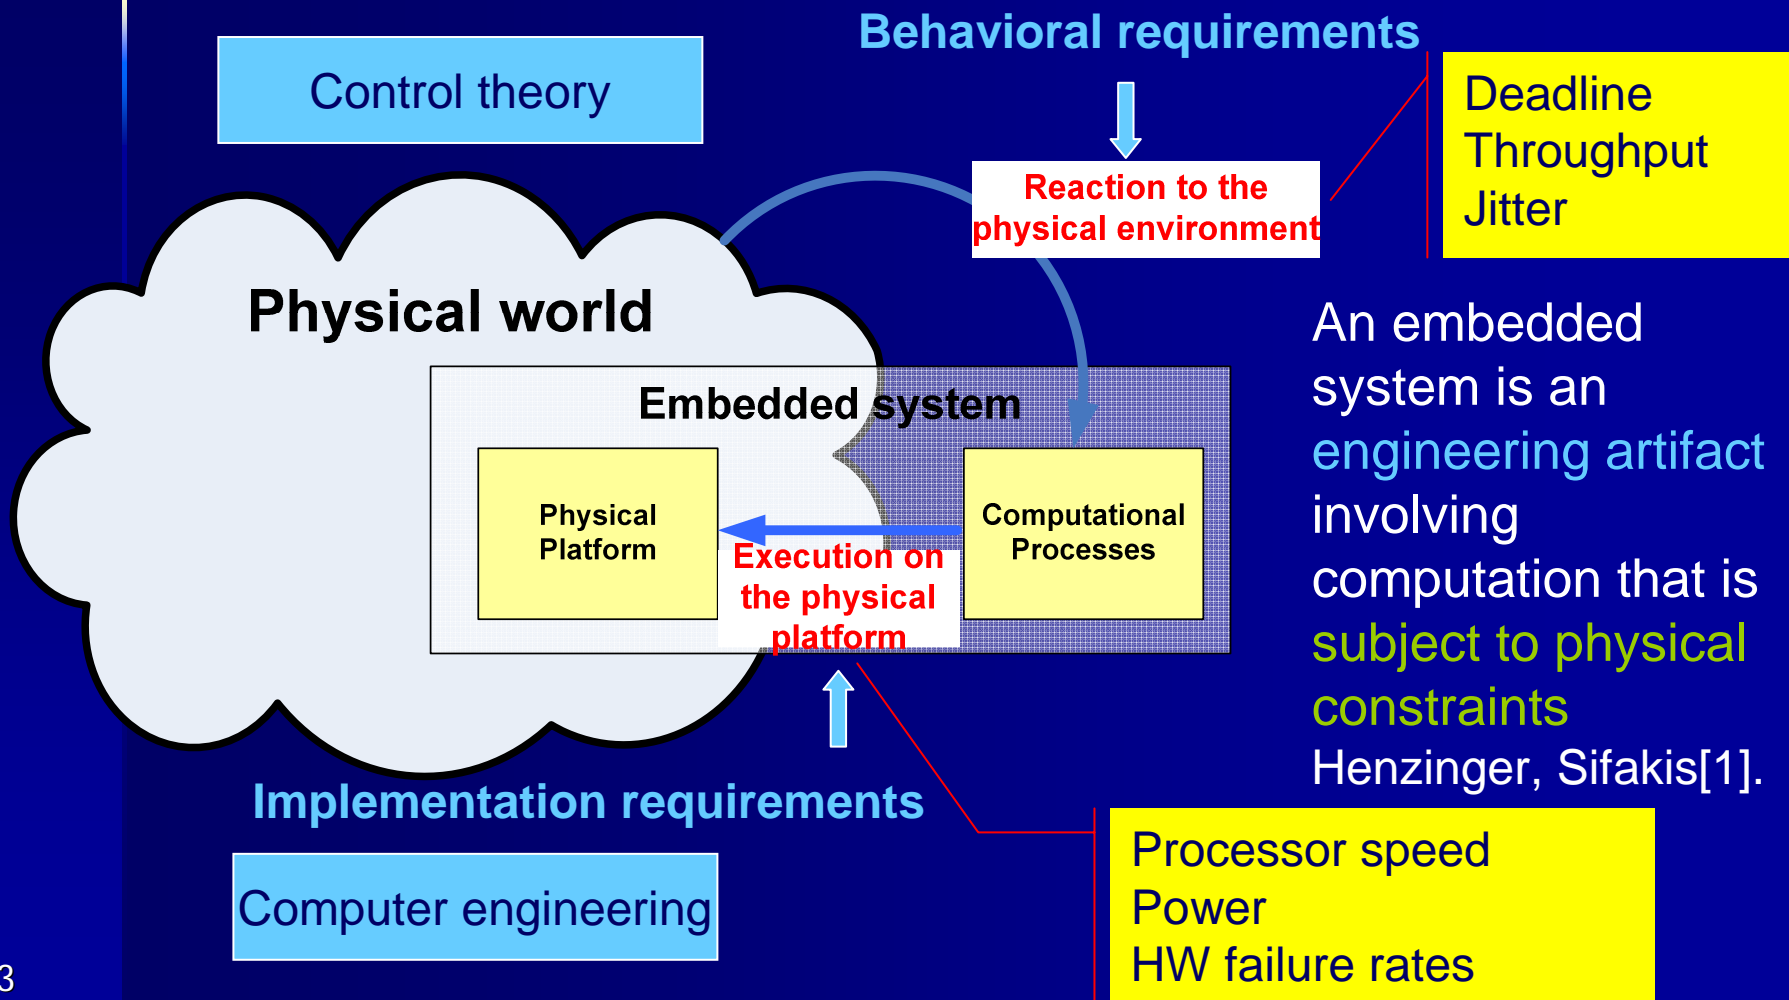 Behavioral requirements
Control theory
Deadline
Throughput
Jitter
Reaction to the
physical environment
Physical world
An embedded
system is an
engineering artifact
involving
computation that is
subject to physical
constraints
Henzinger, Sifakis[1].
Embedded system
Physical
Platform
Computational
Processes
Execution on
the physical
platform
Implementation requirements
Computer engineering
Processor speed
Power
HW failure rates
3